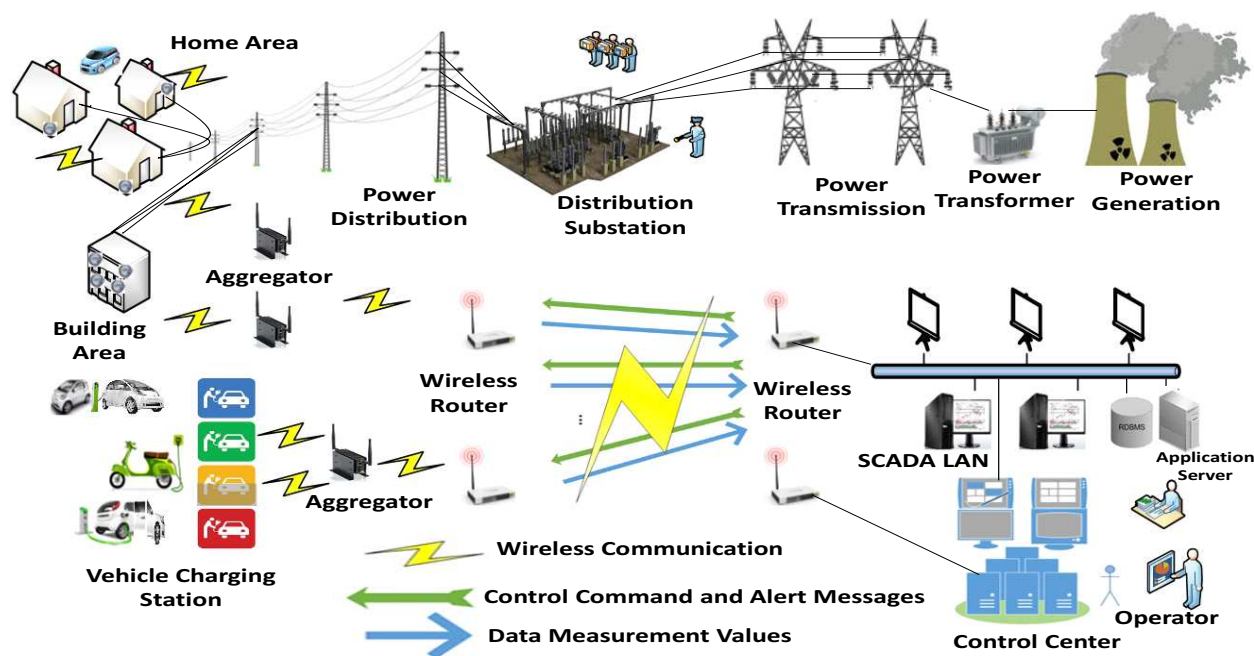 Home Area
Power
Distribution
Distribution
Substation
Power
Transmission
Power
Transformer
Power
Generation
Aggregator
Building
Area
Wireless
Router
Wireless
Router
RDBMS
SCADA LAN
Application
Server
Aggregator
...
Wireless Communication
Vehicle Charging
Station
Control Command and Alert Messages
Data Measurement Values
Operator
Control Center